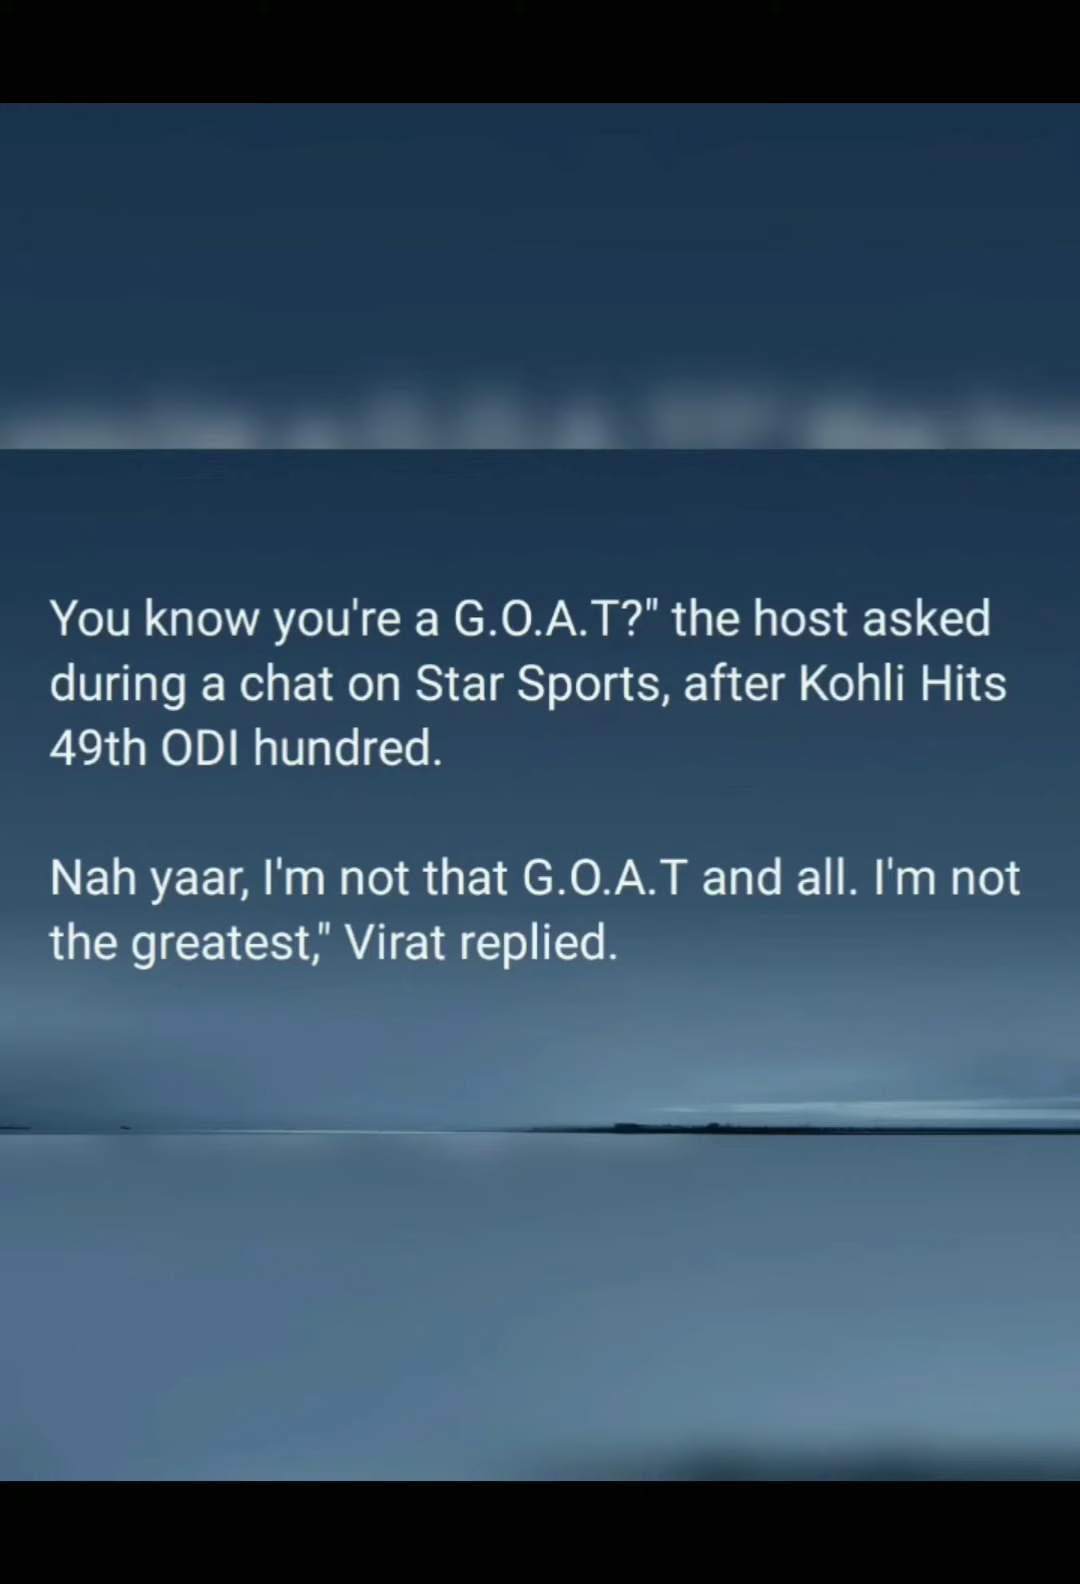 You know you're a G.O.A.T?" the host asked
during a chat on Star Sports, after Kohli Hits
49th ODI hundred.
Nah yaar, I'm not that G.O.A.T and all. I'm not
the greatest," Virat replied.